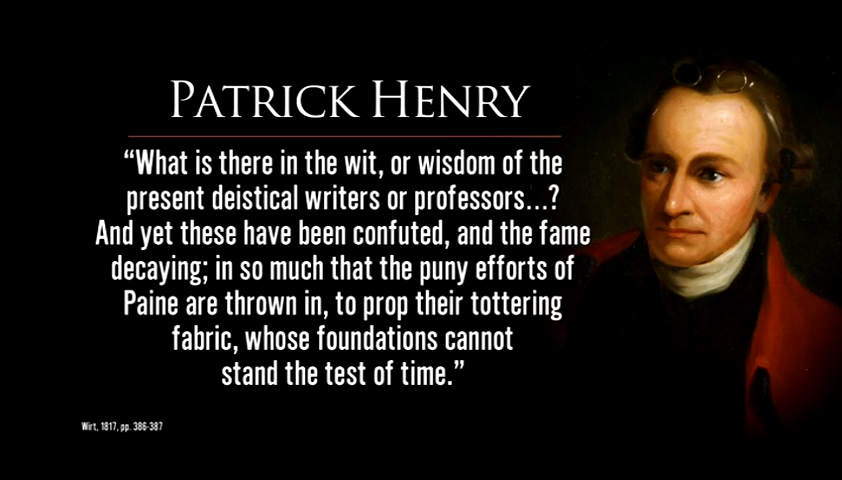 PATRICK HENRY
“What is there in the wit, or wisdom of the
present deistical writers or professors...?
And yet these have been confuted, and the fame
decaying; in so much that the puny efforts of
Paine are thrown in, to prop their tottering
fabric, whose foundations cannot
stand the test of time.”
Wirt, 1817, pp. 386-387